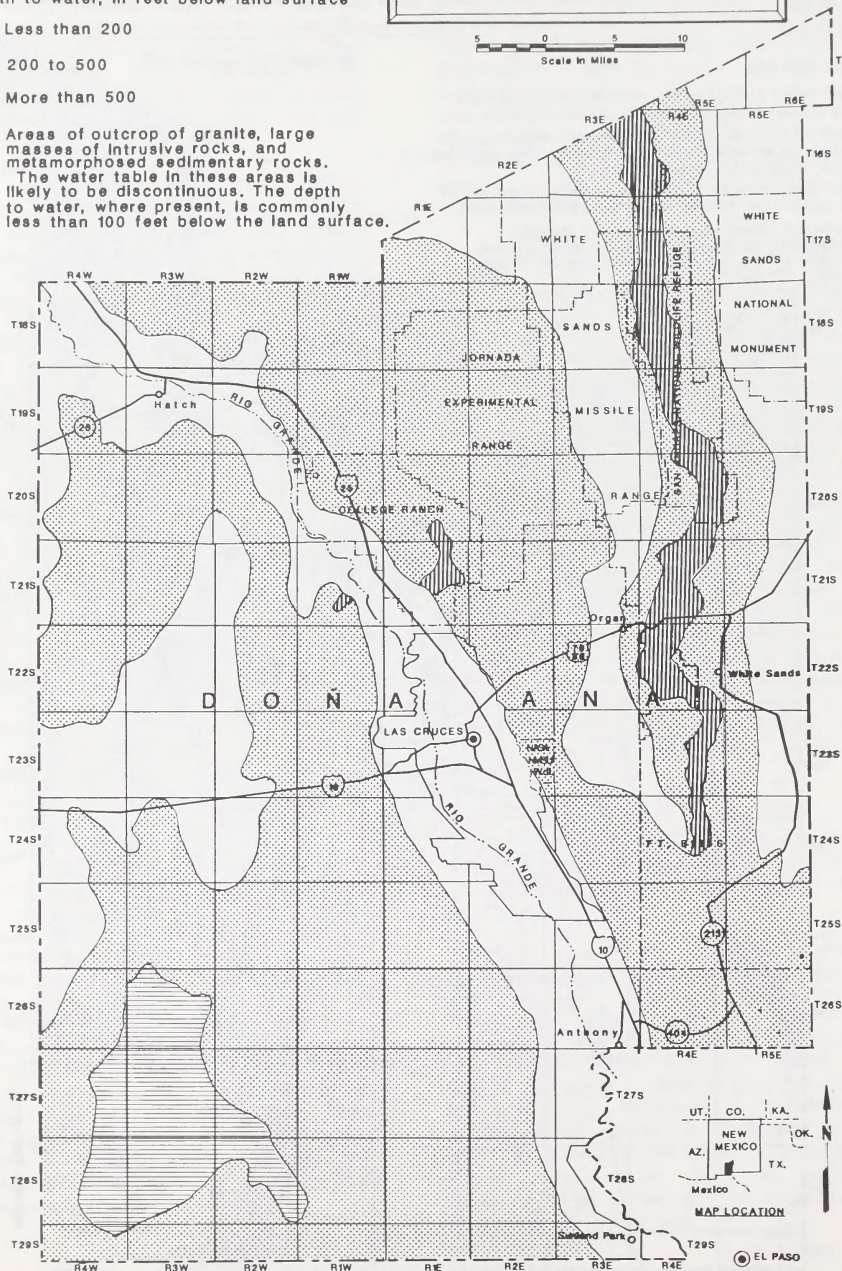 to water, in feet below land surface
Less than 200
200 to 500
More than 500
Areas of outcrop of granite, large
masses of intrusive rocks, and
metamorphosed sedimentary rocks.
The water table in these areas is
likely to be discontinuous. The depth
to water, where present, is commonly
less than 100 feet below the land surface.
5 0 5 10
Scale in Miles
R3E R4E R5E R5E R6E
R2E
R1E
T16S
T17S
T18S
T19S
T20S
T21S
T22S
T23S
T24S
T25S
T26S
R4W R3W R2W R1W
T18S
T19S
T20S
T21S
T22S
T23S
T24S
T25S
T26S
T27S
T28S
T29S
WHITE
SANDS
MISSILE
RANGE
WHITE
SANDS
NATIONAL
MONUMENT
NATIONAL WILDLIFE REFUGE
JORNADA
EXPERIMENTAL
RANGE
Hatch
26
RIO GRANDE
25
COLLEGE RANCH
Organ
70
White Sands
DOÑA ANA
LAS CRUCES
NASA
10
RIO GRANDE
FT.
213
10
Anthony
404
R4E R5E
T27S
T28S
T29S
Sunland Park
R4W R3W R2W R1W R1E R2E R3E R4E
UT. CO. KA.
OK.
AZ. NEW
MEXICO
TX.
Mexico
N
MAP LOCATION
EL PASO